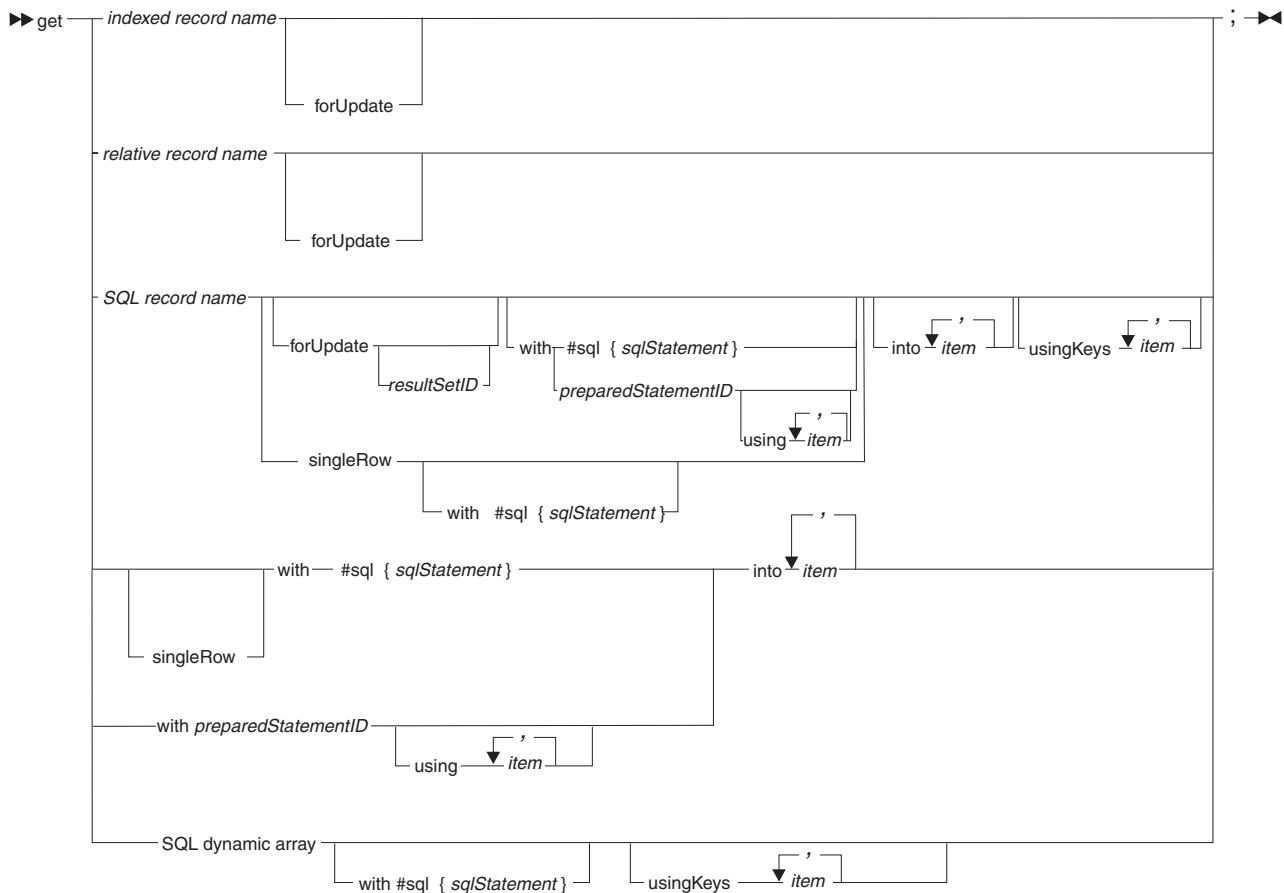 get indexed record name ;
forUpdate
relative record name
forUpdate
SQL record name
,
,
forUpdate
with #sql { sqlStatement }
into item
usingKeys item
resultSetID
preparedStatementID
,
using item
singleRow
with #sql { sqlStatement }
,
with #sql { sqlStatement }
into item
singleRow
with preparedStatementID
,
using item
SQL dynamic array
,
with #sql { sqlStatement }
usingKeys item